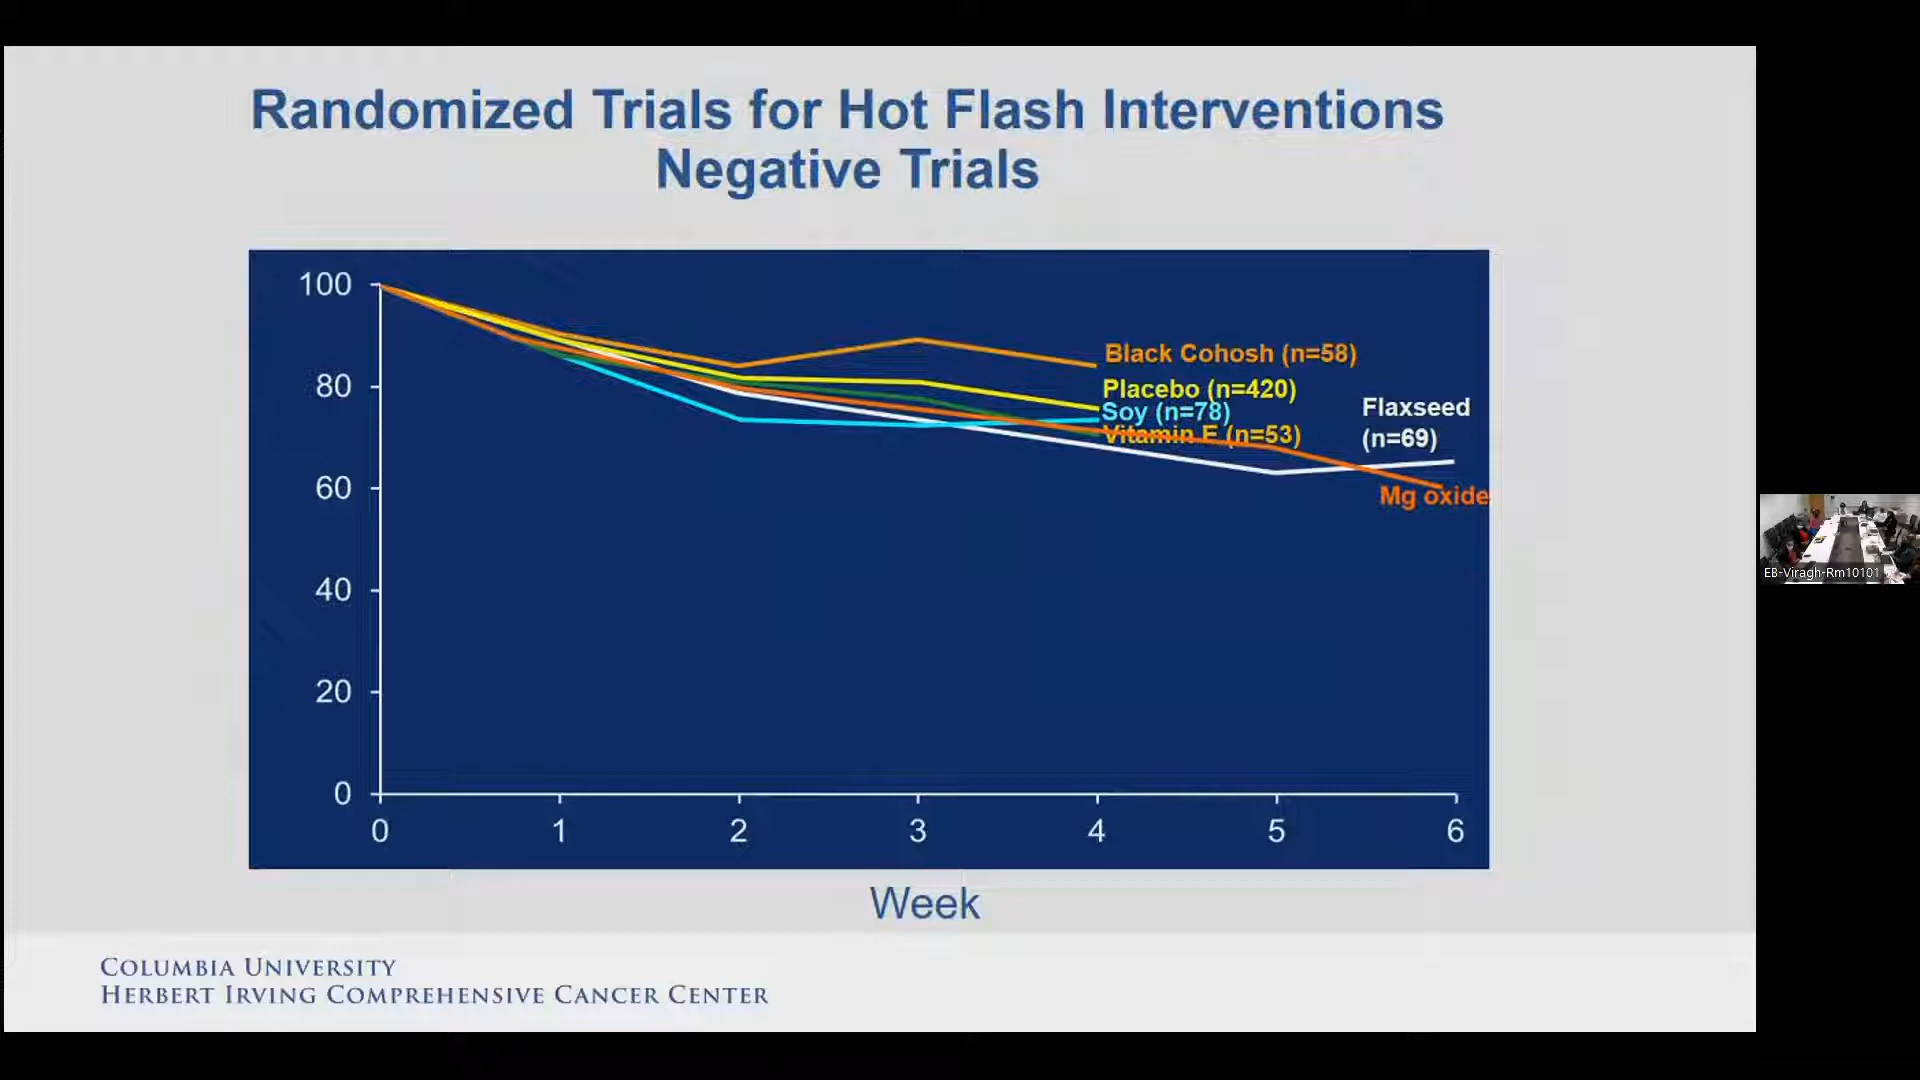 Randomized Trials for Hot Flash Interventions
Negative Trials
100
80
60
40
20
0
Black Cohosh (n=58)
Placebo (n=420)
Soy (n=78)
Vitamin E (n=53)
Flaxseed
(n=69)
Mg oxide
0 1 2 3 4 5 6
Week
COLUMBIA UNIVERSITY
HERBERT IRVING COMPREHENSIVE CANCER CENTER
EB-Viragh-Rm10101